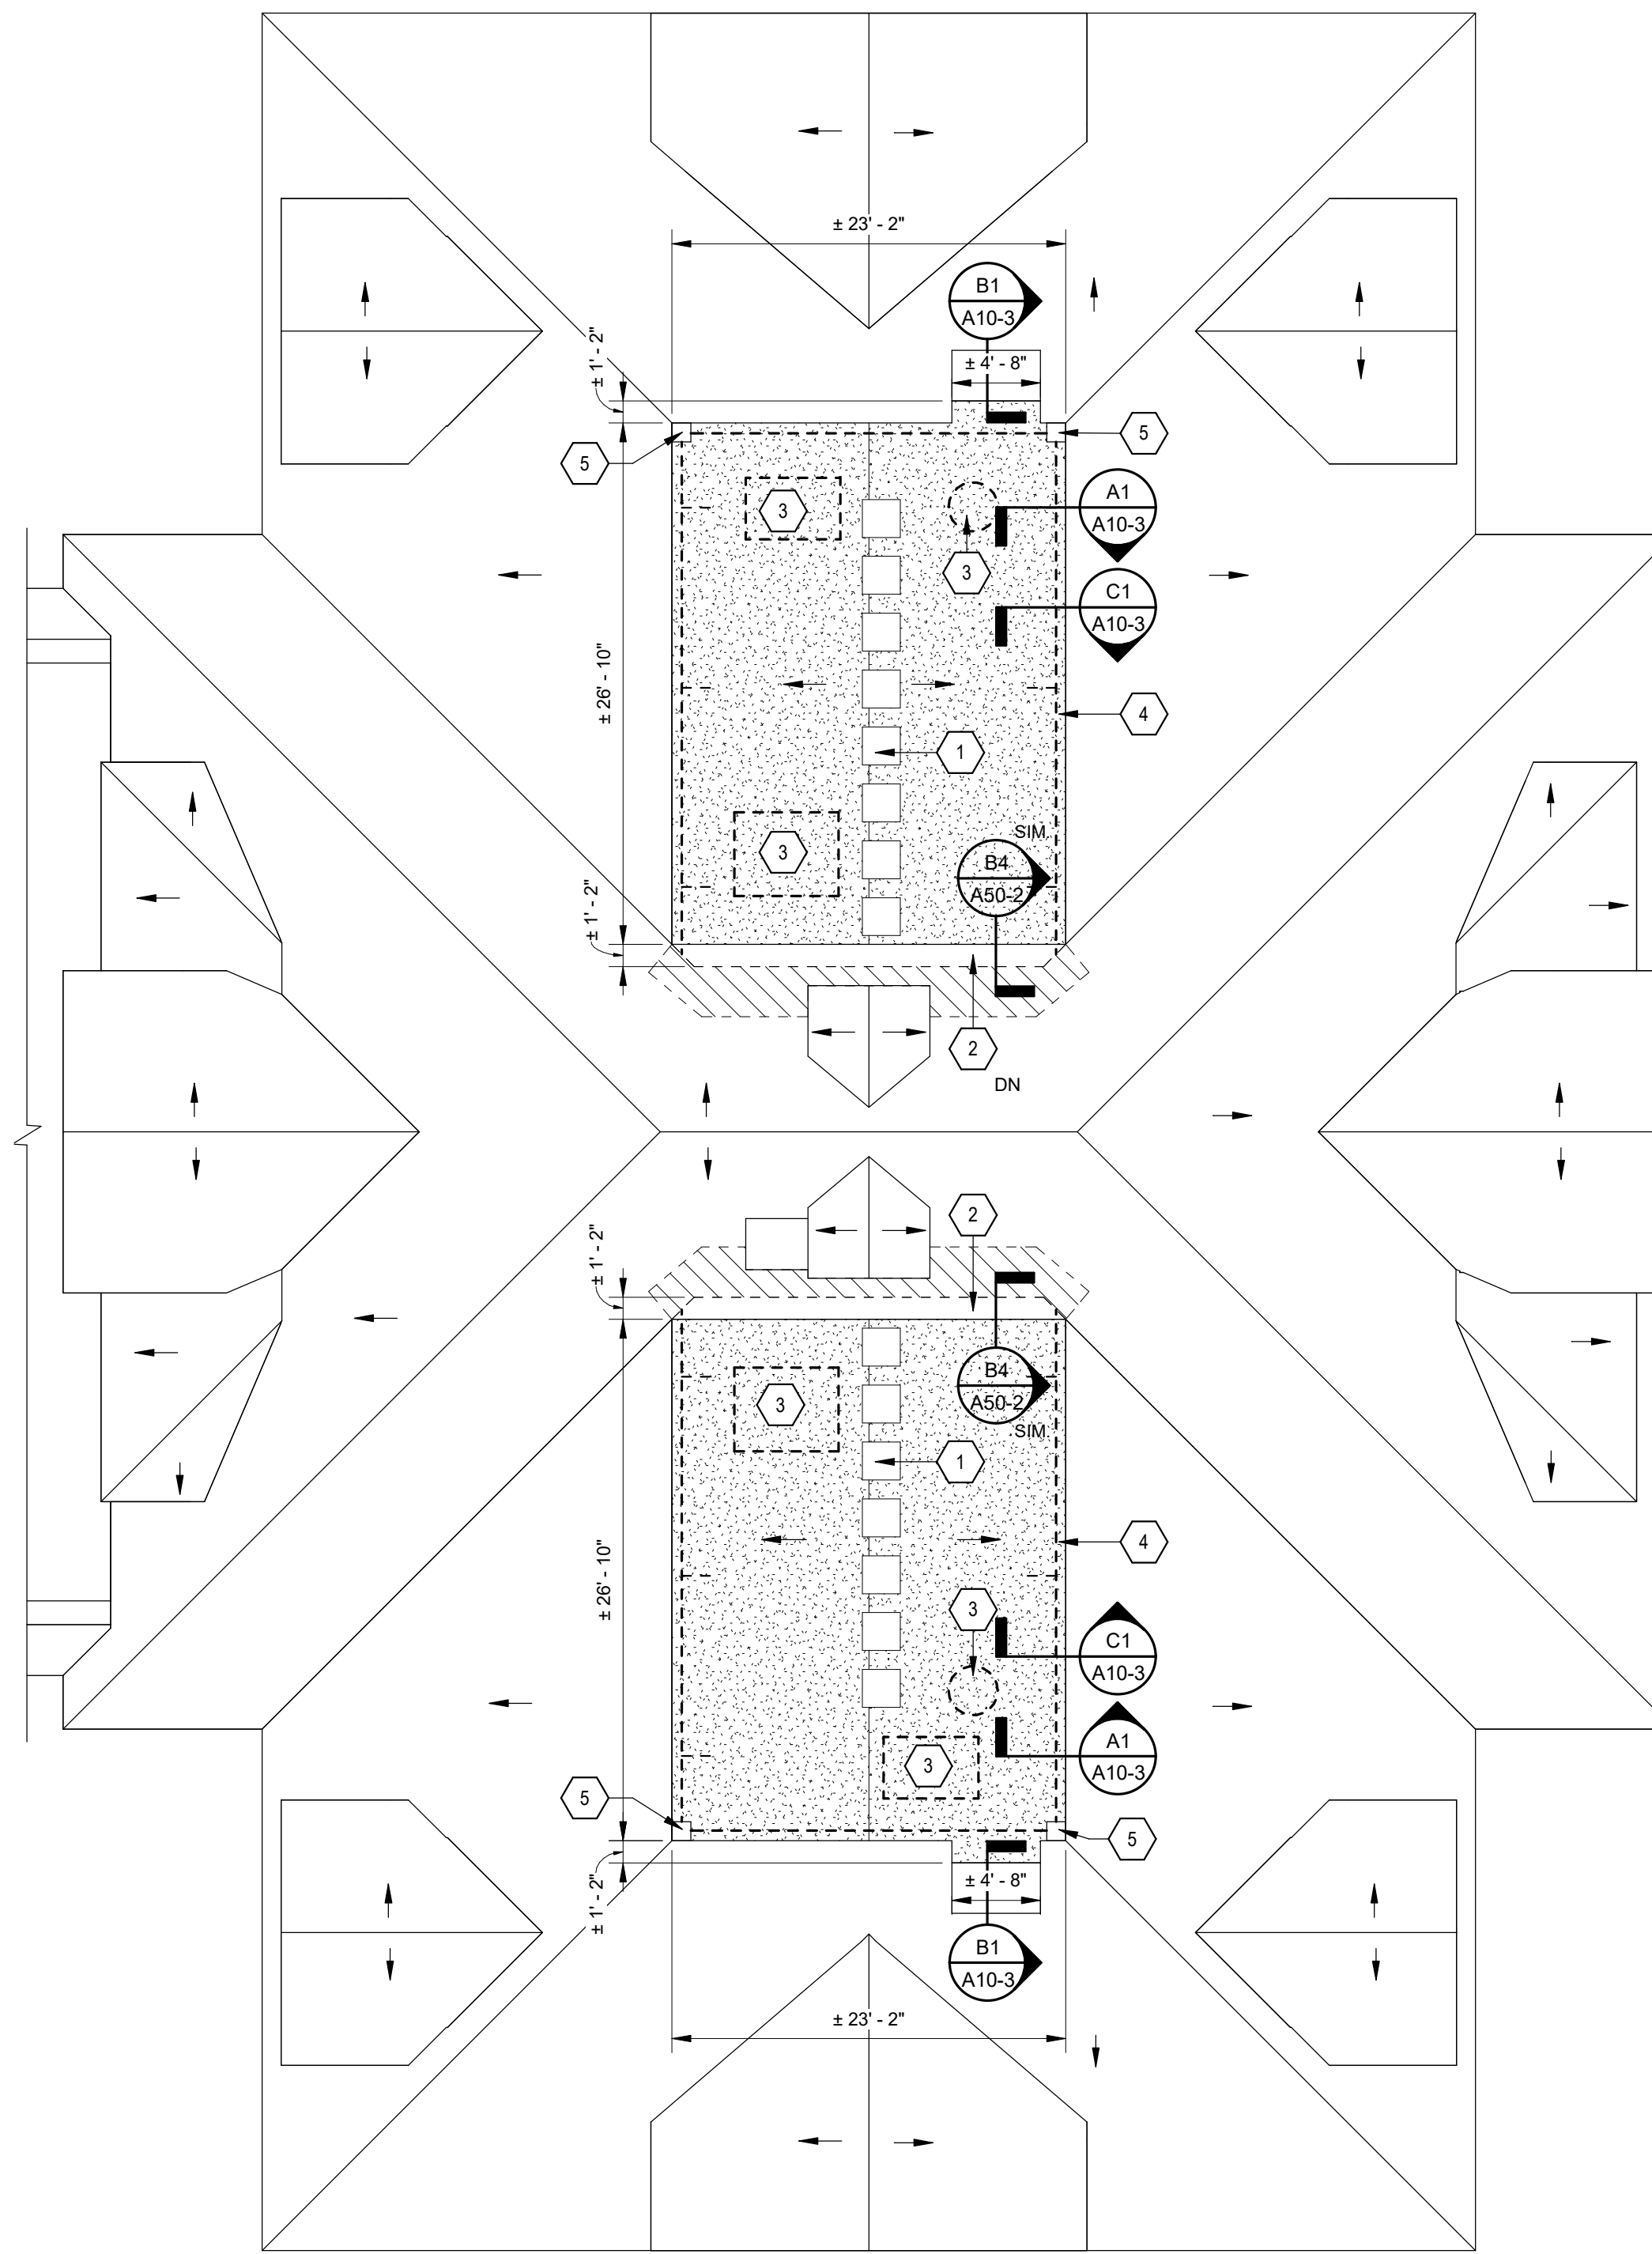 ± 23' - 2"
B1
A10-3
± 1' - 2"
± 4' - 8"
5
5
3
A1
A10-3
3
C1
A10-3
± 26' - 10"
4
1
3
SIM
B4
A50-2
± 1' - 2"
2
DN
2
± 1' - 2"
3
B4
A50-2
SIM
1
4
± 26' - 10"
3
C1
A10-3
A1
A10-3
3
5
5
± 1' - 2"
± 4' - 8"
B1
A10-3
± 23' - 2"